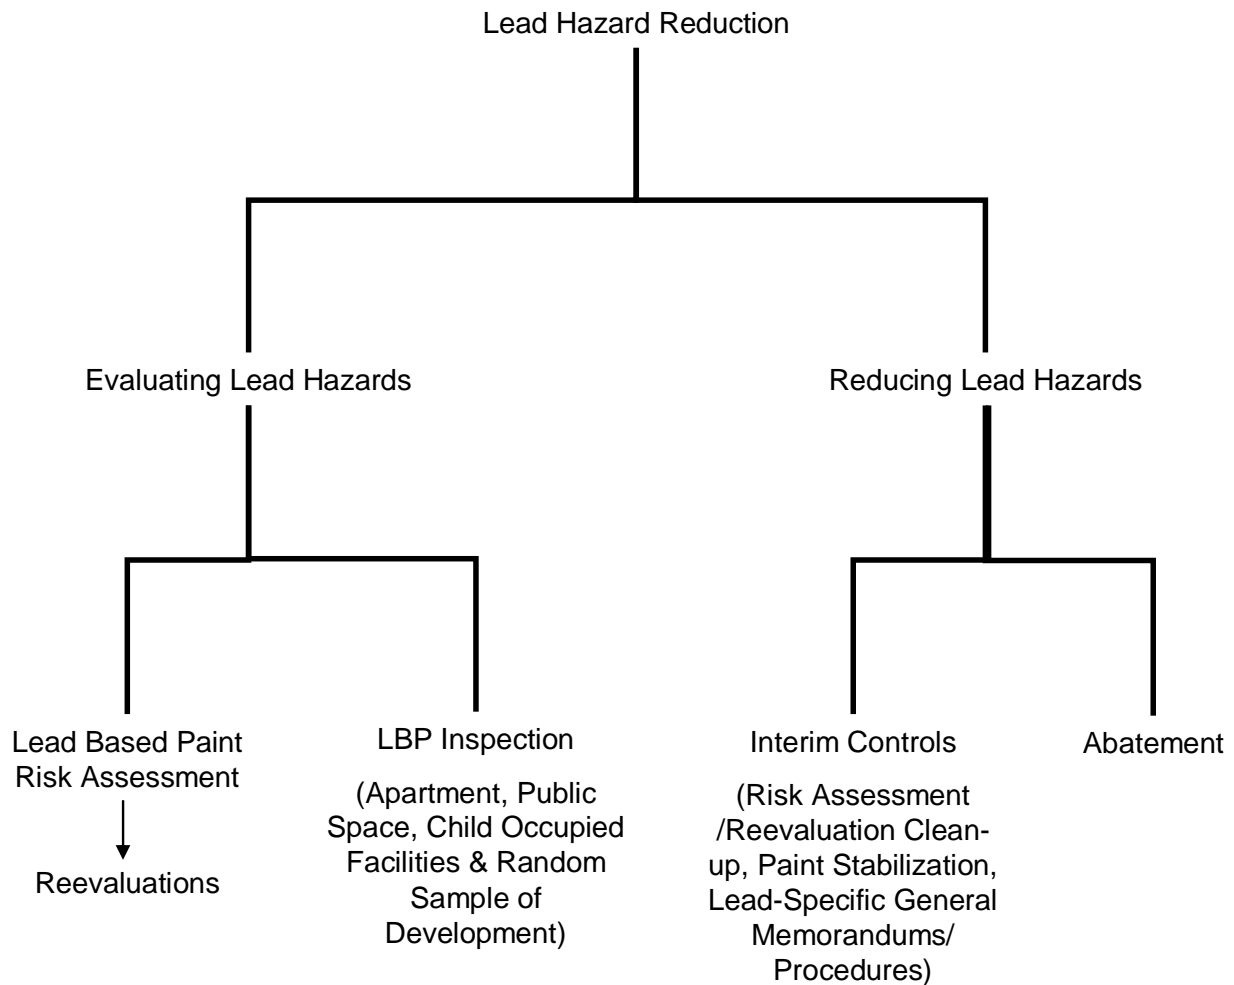 Lead Hazard Reduction
Evaluating Lead Hazards
Reducing Lead Hazards
Lead Based Paint
Risk Assessment
Reevaluations
LBP Inspection
(Apartment, Public
Space, Child Occupied
Facilities & Random
Sample of
Development)
Interim Controls
(Risk Assessment
/Reevaluation Clean-
up, Paint Stabilization,
Lead-Specific General
Memorandums/
Procedures)
Abatement